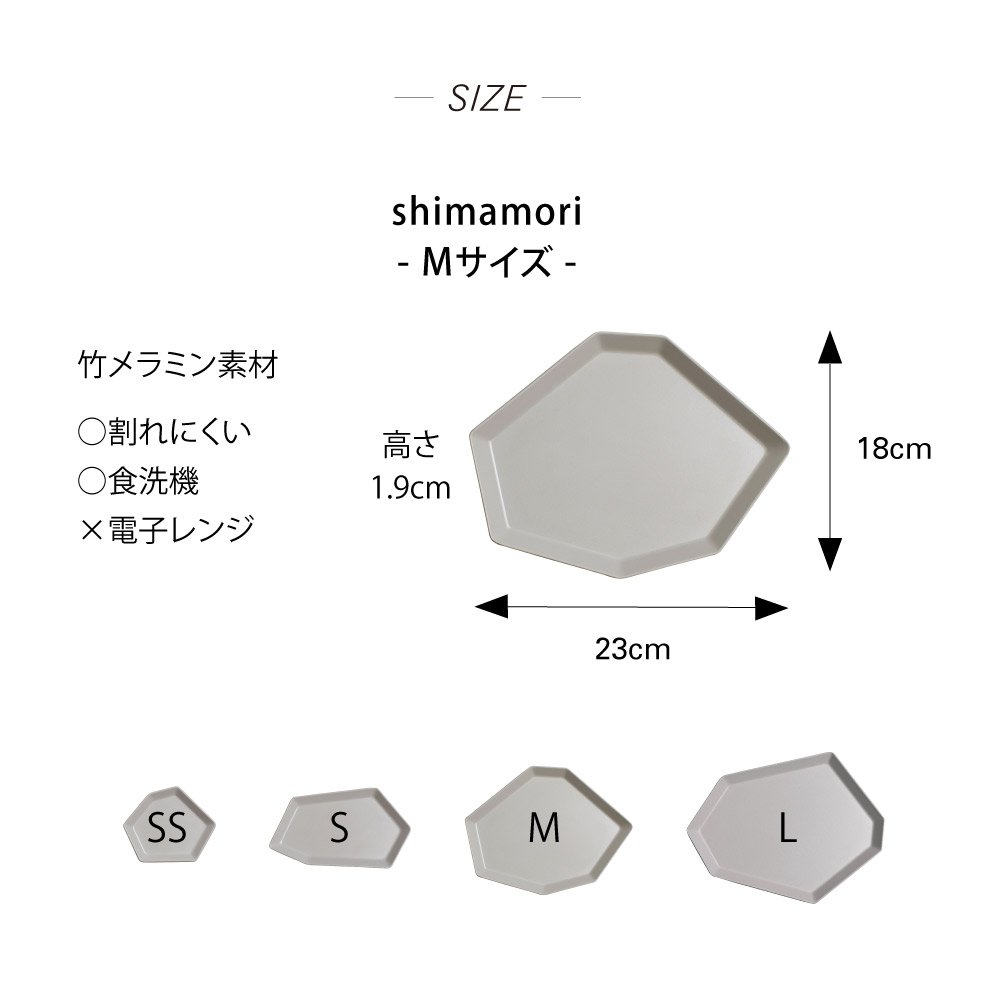 SIZE
shimamori
- Mサイズ -
竹メラミン素材
○割れにくい
○食洗機
×電子レンジ
高さ
1.9cm
18cm
23cm
SS
S
M
L